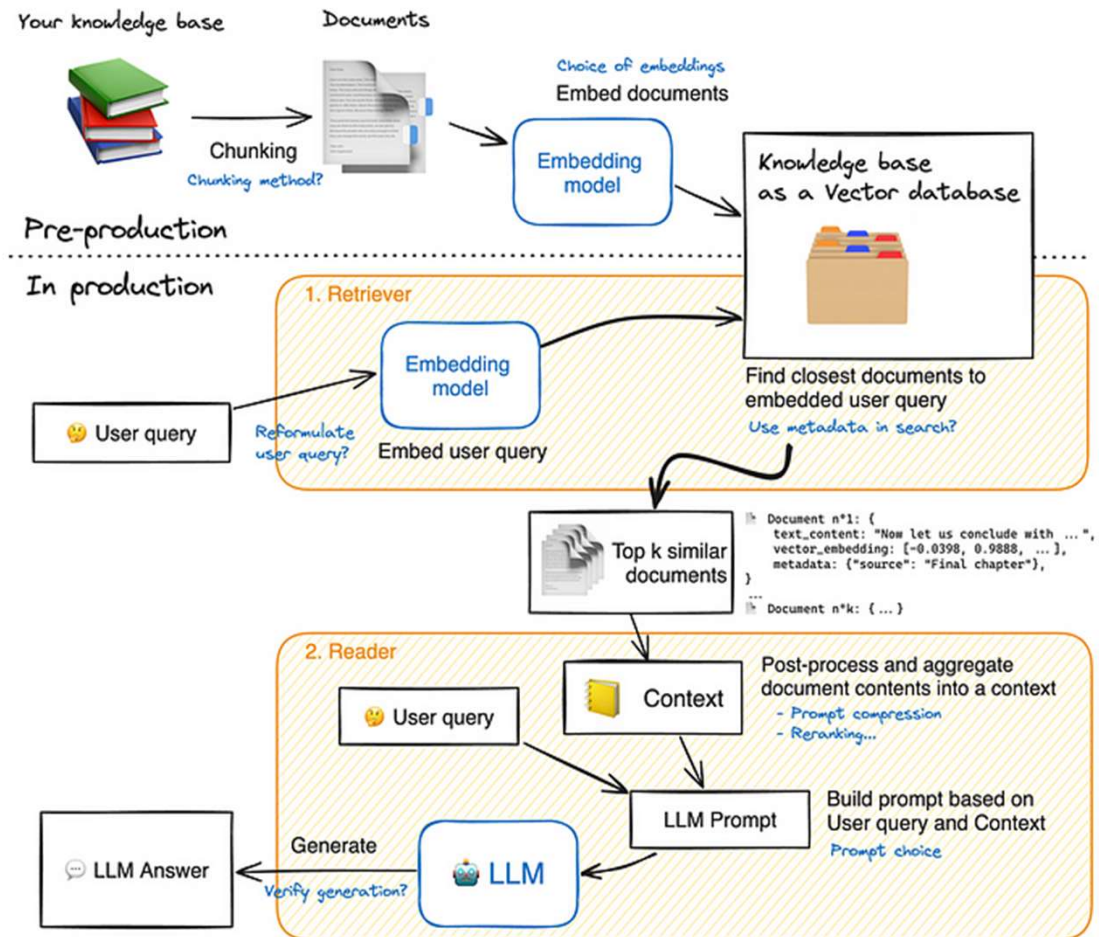 Your knowledge base
Documents
Chunking
Chunking method?
Choice of embeddings
Embed documents
Embedding
model
Knowledge base
as a Vector database
Pre-production
In production
1. Retriever
Embedding
model
🤔 User query
Reformulate
user query?
Embed user query
Find closest documents to
embedded user query
Use metadata in search?
Top k similar
documents
Document n°1: {
text_content: "Now let us conclude with ...",
vector_embedding: [-0.0398, 0.9888, ...],
metadata: {"source": "Final chapter"},
}
...
Document n°k: {...}
2. Reader
🤔 User query
Context
Post-process and aggregate
document contents into a context
- Prompt compression
- Reranking...
LLM Prompt
Build prompt based on
User query and Context
Prompt choice
🤖 LLM
Generate
Verify generation?
💬 LLM Answer